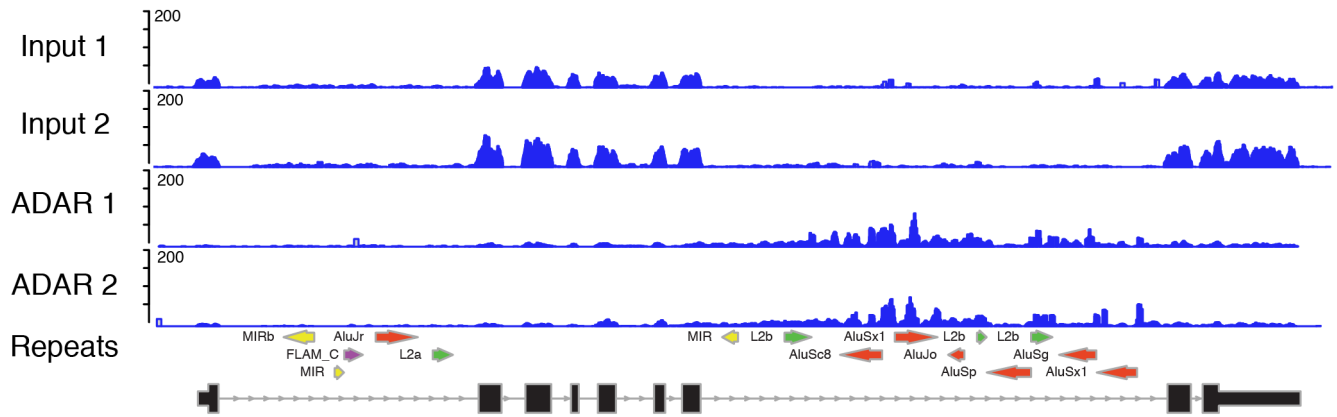 200
Input 1
200
Input 2
200
ADAR 1
200
ADAR 2
Repeats
MIRb AluJr MIR L2b AluSx1 L2b L2b
FLAM_C L2a AluSc8 AluJo AluSg
MIR AluSp AluSx1